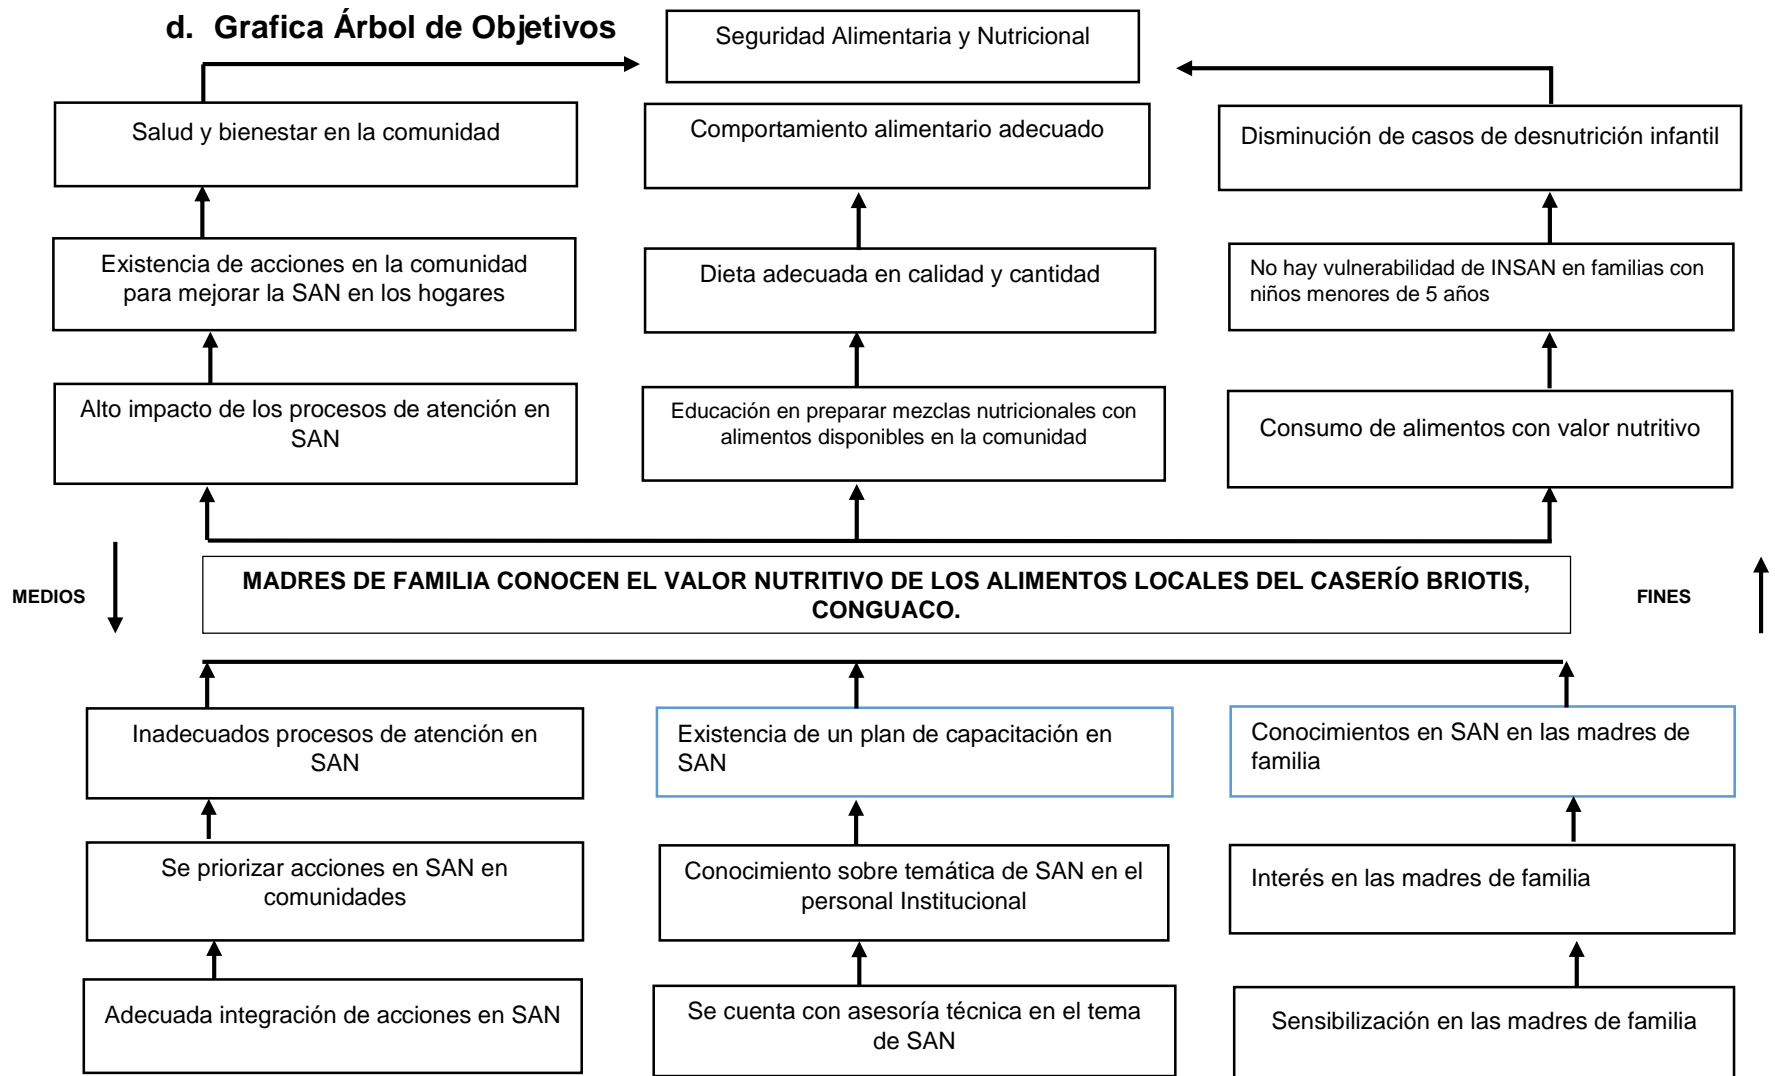 d. Grafica Árbol de Objetivos
Seguridad Alimentaria y Nutricional
Salud y bienestar en la comunidad
Comportamiento alimentario adecuado
Disminución de casos de desnutrición infantil
Existencia de acciones en la comunidad
para mejorar la SAN en los hogares
Dieta adecuada en calidad y cantidad
No hay vulnerabilidad de INSAN en familias con
niños menores de 5 años
Alto impacto de los procesos de atención en
SAN
Educación en preparar mezclas nutricionales con
alimentos disponibles en la comunidad
Consumo de alimentos con valor nutritivo
MEDIOS
MADRES DE FAMILIA CONOCEN EL VALOR NUTRITIVO DE LOS ALIMENTOS LOCALES DEL CASERÍO BRIOTIS,
CONGUACO.
FINES
Inadecuados procesos de atención en
SAN
Existencia de un plan de capacitación en
SAN
Conocimientos en SAN en las madres de
familia
Se priorizar acciones en SAN en
comunidades
Conocimiento sobre temática de SAN en el
personal Institucional
Interés en las madres de familia
Adecuada integración de acciones en SAN
Se cuenta con asesoría técnica en el tema
de SAN
Sensibilización en las madres de familia